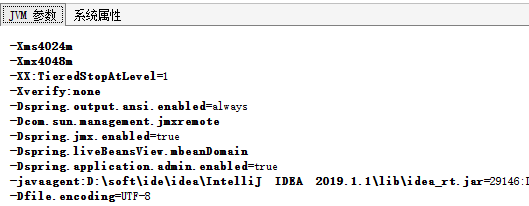 JVM 参数 系统属性
-Xms4024m
-Xmx4048m
-XX:TieredStopAtLevel=1
-Xverify:none
-Dspring.output.ansi.enabled=always
-Dcom.sun.management.jmxremote
-Dspring.jmx.enabled=true
-Dspring.liveBeansView.mbeanDomain
-Dspring.application.admin.enabled=true
-javaagent:D:\soft\ide\idea\IntelliJ IDEA 2019.1.1\lib\idea_rt.jar=29146:
-Dfile.encoding=UTF-8